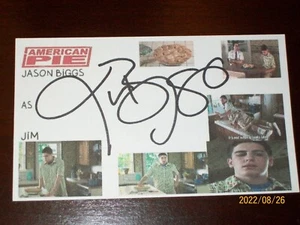 AMERICAN
PIE
JASON BIGGS
AS
JIM
2022/08/26